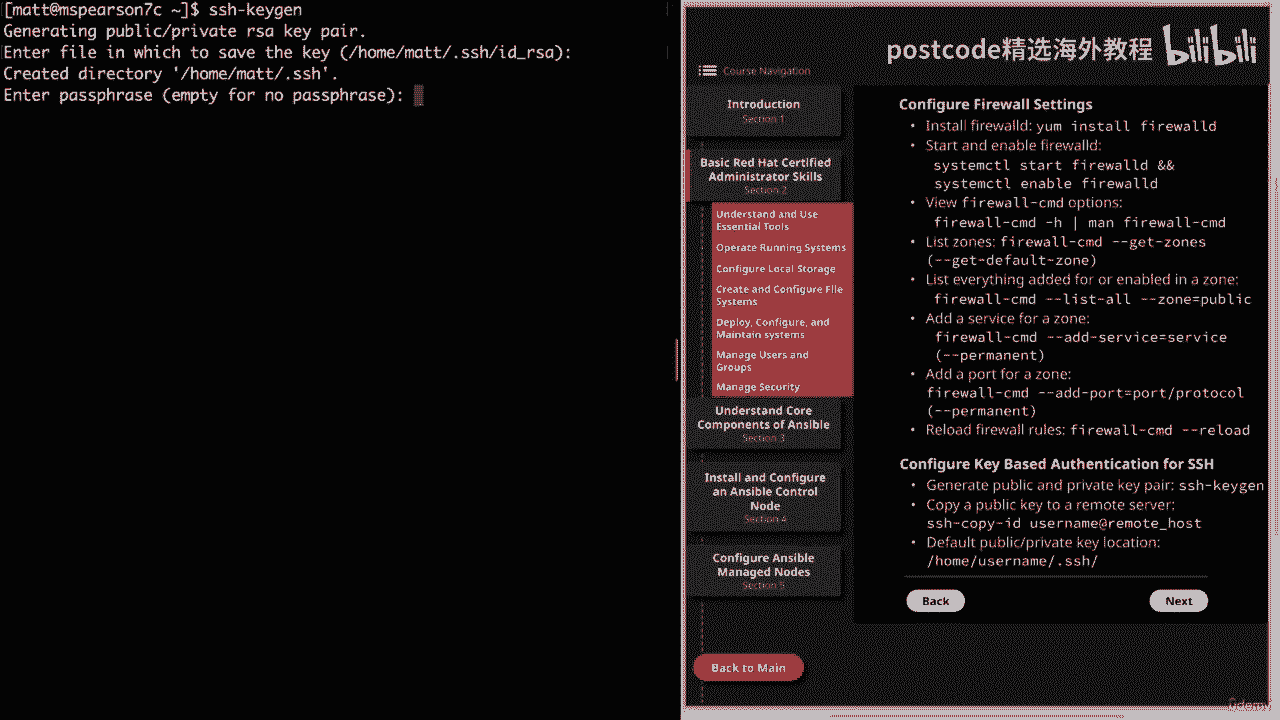 [matt@mspearson7c ~]$ ssh-keygen
Generating public/private rsa key pair.
Enter file in which to save the key (/home/matt/.ssh/id_rsa):
Created directory '/home/matt/.ssh'.
Enter passphrase (empty for no passphrase):
postcode精选海外教程 bilibili
Course Navigation
Introduction
Section 1
Basic Red Hat Certified
Administrator Skills
Section 2
Understand and Use
Essential Tools
Operate Running Systems
Configure Local Storage
Create and Configure File
Systems
Deploy, Configure, and
Maintain systems
Manage Users and
Groups
Manage Security
Understand Core
Components of Ansible
Section 3
Install and Configure
an Ansible Control
Node
Section 4
Configure Ansible
Managed Nodes
Section 5
Back to Main
Configure Firewall Settings
• Install firewalld: yum install firewalld
• Start and enable firewalld:
systemctl start firewalld &&
systemctl enable firewalld
• View firewall-cmd options:
firewall-cmd -h | man firewall-cmd
• List zones: firewall-cmd --get-zones
(--get-default-zone)
• List everything added for or enabled in a zone:
firewall-cmd --list-all --zone=public
• Add a service for a zone:
firewall-cmd --add-service=service
(--permanent)
• Add a port for a zone:
firewall-cmd --add-port=port/protocol
(--permanent)
• Reload firewall rules: firewall-cmd --reload
Configure Key Based Authentication for SSH
• Generate public and private key pair: ssh-keygen
• Copy a public key to a remote server:
ssh-copy-id username@remote_host
• Default public/private key location:
/home/username/.ssh/
Back
Next
ûdemy